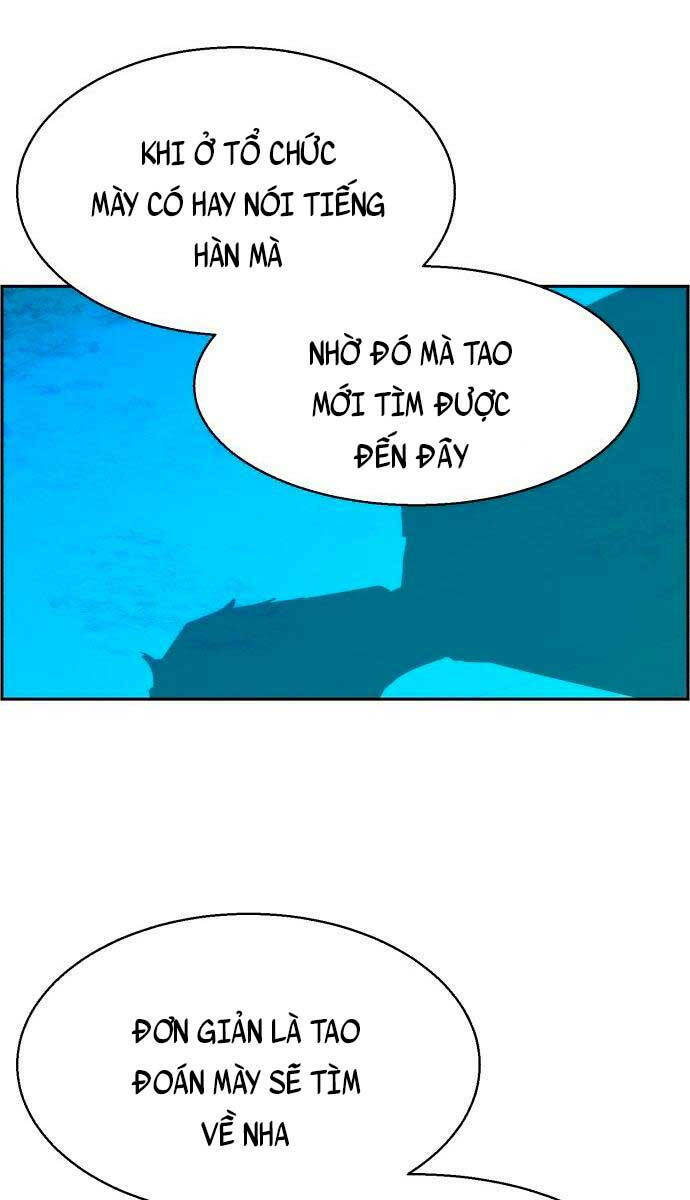 KHI Ở TỔ CHỨC
MÀY CÓ HAY NÓI TIẾNG
HÀN MÀ
NHỜ ĐÓ MÀ TAO
MỚI TÌM ĐƯỢC
ĐẾN ĐÂY
ĐƠN GIẢN LÀ TAO
ĐOÁN MÀY SẼ TÌM
VỀ NHA